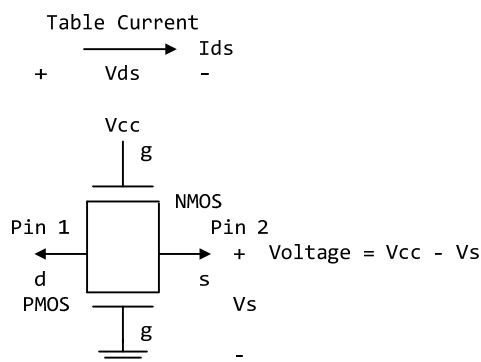 Table Current
Ids
+ Vds -
Vcc
g
NMOS
Pin 1 Pin 2
+ Voltage = Vcc - Vs
d s
PMOS Vs
g
-